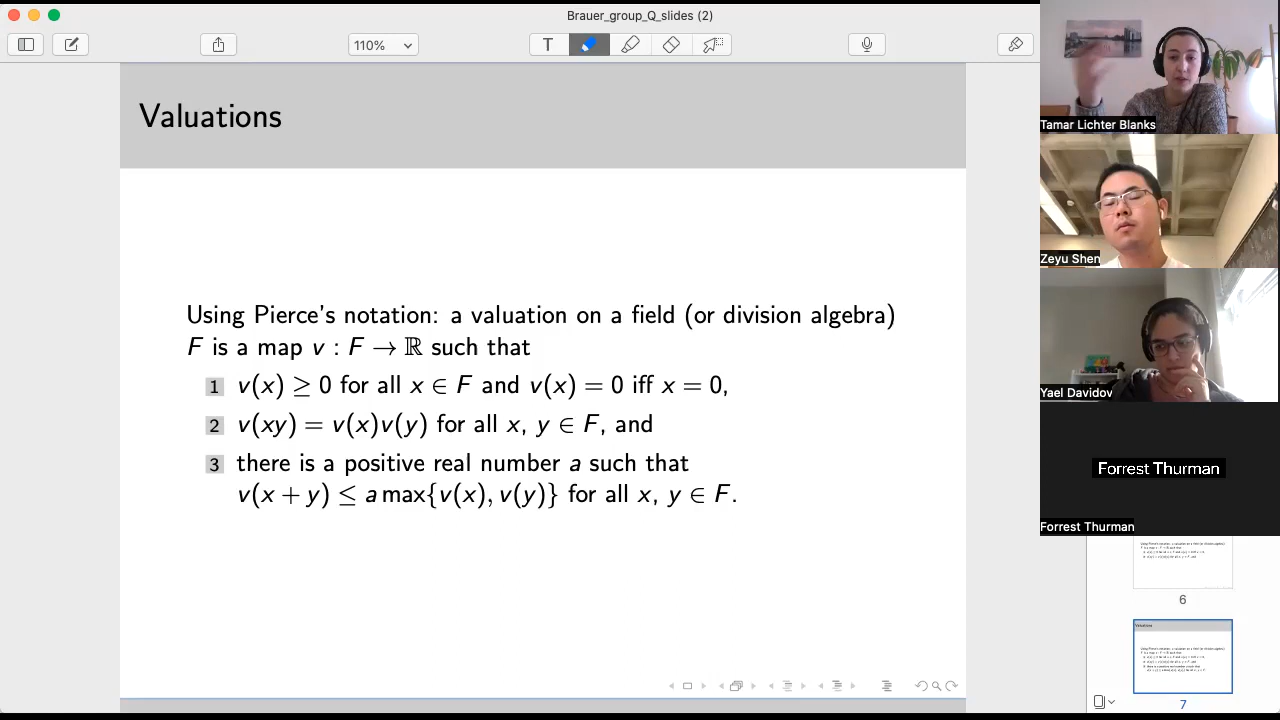 Brauer_group_Q_slides (2)
110%
T
Valuations
Using Pierce's notation: a valuation on a field (or division algebra)
F is a map v : F → ℝ such that
1 v(x) ≥ 0 for all x ∈ F and v(x) = 0 iff x = 0,
2 v(xy) = v(x)v(y) for all x, y ∈ F, and
3 there is a positive real number a such that
v(x + y) ≤ a max{v(x), v(y)} for all x, y ∈ F.
Tamar Lichter Blanks
Zeyu Shen
Yael Davidov
Forrest Thurman
Forrest Thurman
6
Valuations
7